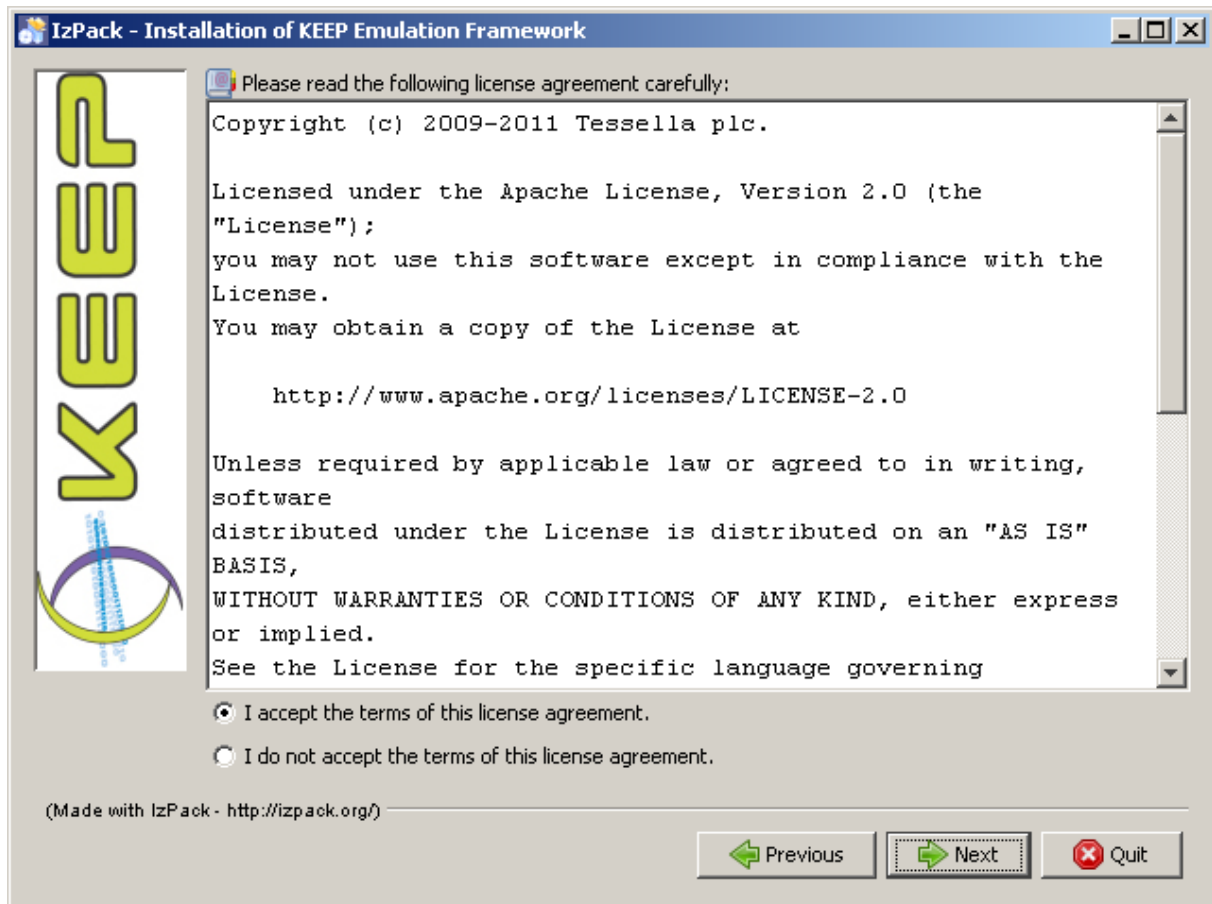 IzPack - Installation of KEEP Emulation Framework
KEEP
Please read the following license agreement carefully:
Copyright (c) 2009-2011 Tessella plc.
Licensed under the Apache License, Version 2.0 (the
"License");
you may not use this software except in compliance with the
License.
You may obtain a copy of the License at
http://www.apache.org/licenses/LICENSE-2.0
Unless required by applicable law or agreed to in writing,
software
distributed under the License is distributed on an "AS IS"
BASIS,
WITHOUT WARRANTIES OR CONDITIONS OF ANY KIND, either express
or implied.
See the License for the specific language governing
I accept the terms of this license agreement.
I do not accept the terms of this license agreement.
(Made with IzPack - http://izpack.org/)
Previous
Next
Quit